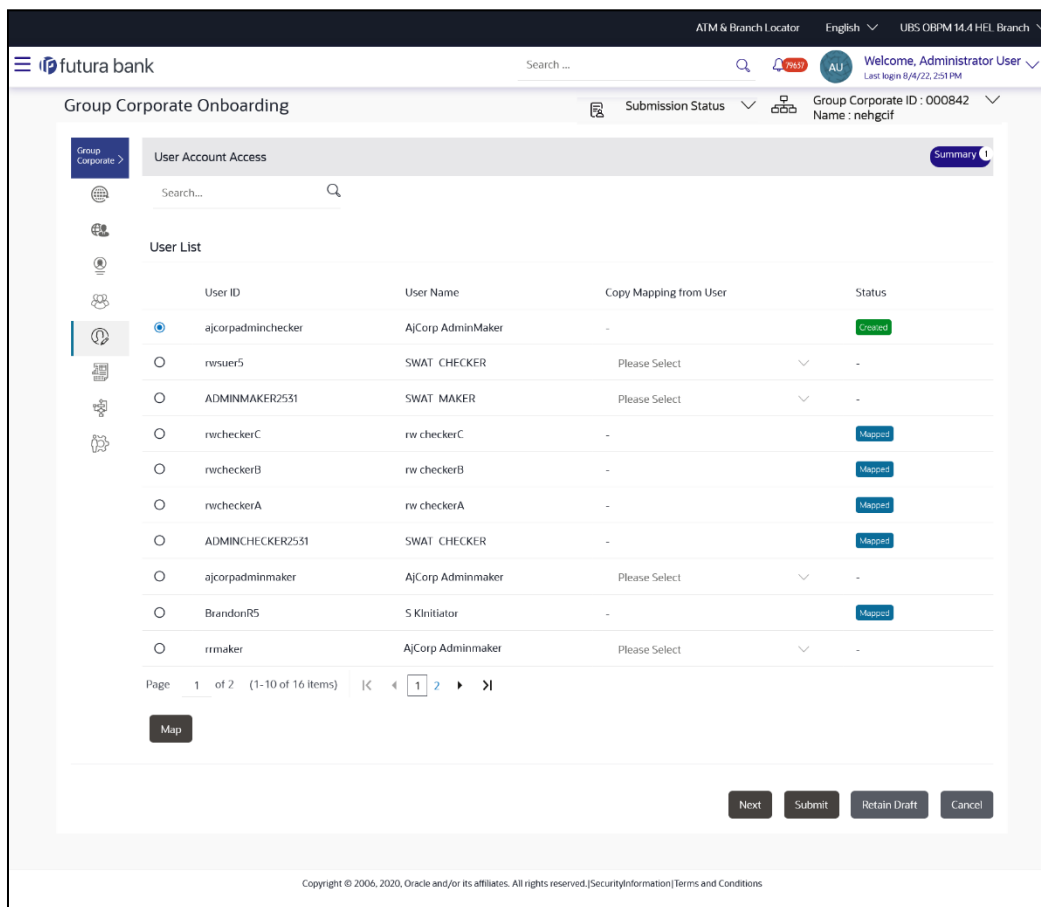 ATM & Branch Locator English UBS OBPM 14.4 HEL Branch
futura bank Search ... 79637 AU Welcome, Administrator User
Last login 8/4/22, 2:51 PM
Group Corporate Onboarding Submission Status Group Corporate ID : 000842
Name : nehgcif
Group
Corporate > User Account Access Summary 1
Search...
User List
User ID User Name Copy Mapping from User Status
ajcorpadminchecker AjCorp AdminMaker - Created
rwsuer5 SWAT CHECKER Please Select -
ADMINMAKER2531 SWAT MAKER Please Select -
rwcheckerC rw checkerC - Mapped
rwcheckerB rw checkerB - Mapped
rwcheckerA rw checkerA - Mapped
ADMINCHECKER2531 SWAT CHECKER - Mapped
ajcorpadminmaker AjCorp Adminmaker Please Select -
BrandonR5 S KInitiator - Mapped
rrmaker AjCorp Adminmaker Please Select -
Page 1 of 2 (1-10 of 16 items) 1 2
Map
Next Submit Retain Draft Cancel
Copyright © 2006, 2020, Oracle and/or its affiliates. All rights reserved.|SecurityInformation|Terms and Conditions